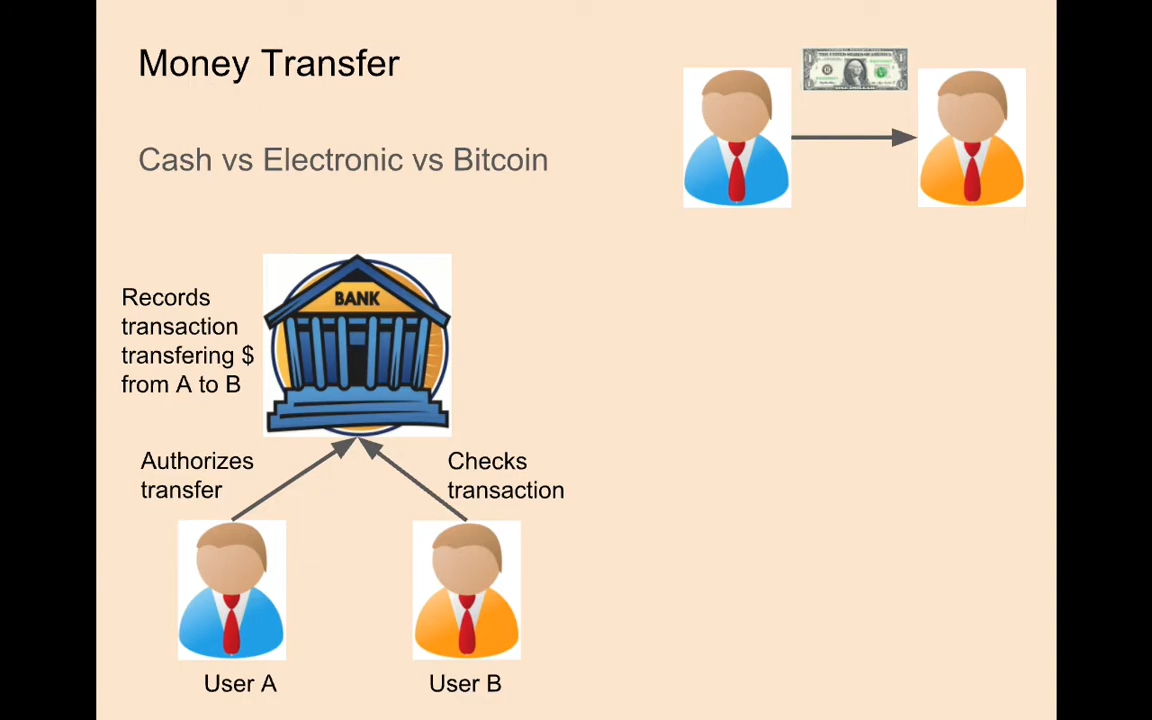 Money Transfer
Cash vs Electronic vs Bitcoin
BANK
Records
transaction
transfering $
from A to B
Authorizes
transfer
Checks
transaction
User A
User B